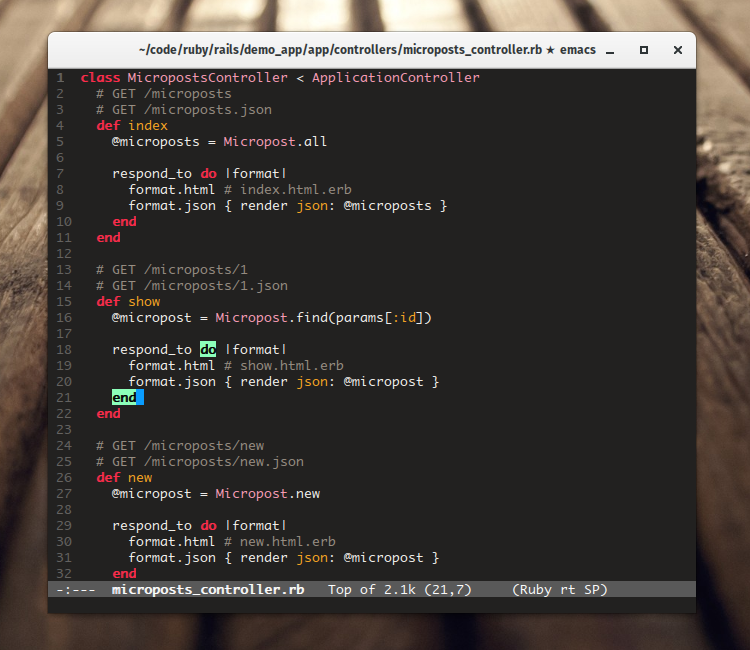 ~/code/ruby/rails/demo_app/app/controllers/microposts_controller.rb ★ emacs
1 class MicropostsController < ApplicationController
2   # GET /microposts
3   # GET /microposts.json
4   def index
5     @microposts = Micropost.all
6
7     respond_to do |format|
8       format.html # index.html.erb
9       format.json { render json: @microposts }
10     end
11   end
12
13   # GET /microposts/1
14   # GET /microposts/1.json
15   def show
16     @micropost = Micropost.find(params[:id])
17
18     respond_to do |format|
19       format.html # show.html.erb
20       format.json { render json: @micropost }
21     end
22   end
23
24   # GET /microposts/new
25   # GET /microposts/new.json
26   def new
27     @micropost = Micropost.new
28
29     respond_to do |format|
30       format.html # new.html.erb
31       format.json { render json: @micropost }
32     end
-:---  microposts_controller.rb   Top of 2.1k (21,7)     (Ruby rt SP)